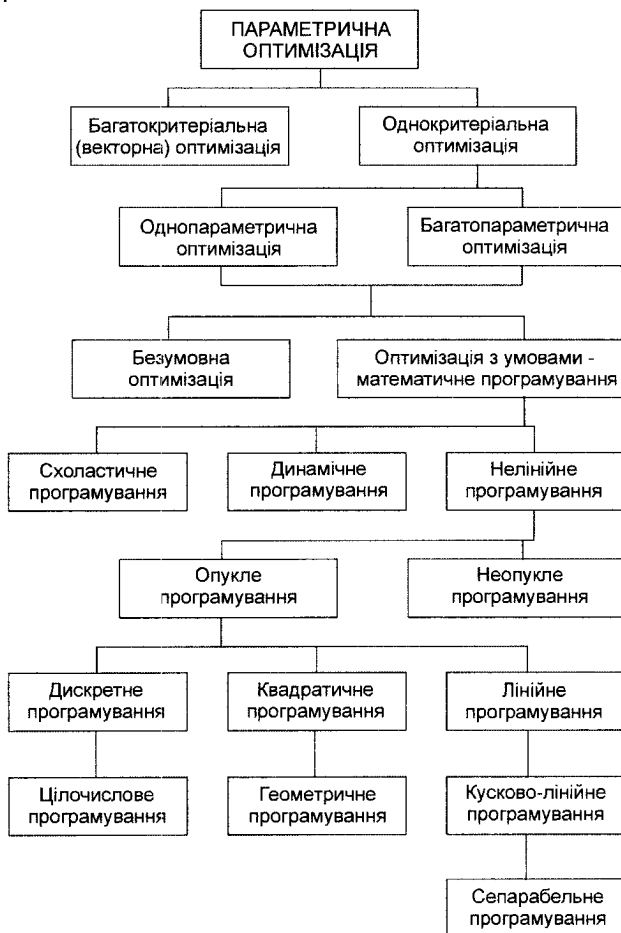 ПАРАМЕТРИЧНА
ОПТИМІЗАЦІЯ
Багатокритеріальна
(векторна) оптимізація
Однокритеріальна
оптимізація
Однопараметрична
оптимізація
Багатопараметрична
оптимізація
Безумовна
оптимізація
Оптимізація з умовами -
математичне програмування
Схоластичне
програмування
Динамічне
програмування
Нелінійне
програмування
Опукле
програмування
Неопукле
програмування
Дискретне
програмування
Квадратичне
програмування
Лінійне
програмування
Цілочислове
програмування
Геометричне
програмування
Кусково-лінійне
програмування
Сепарабельне
програмування